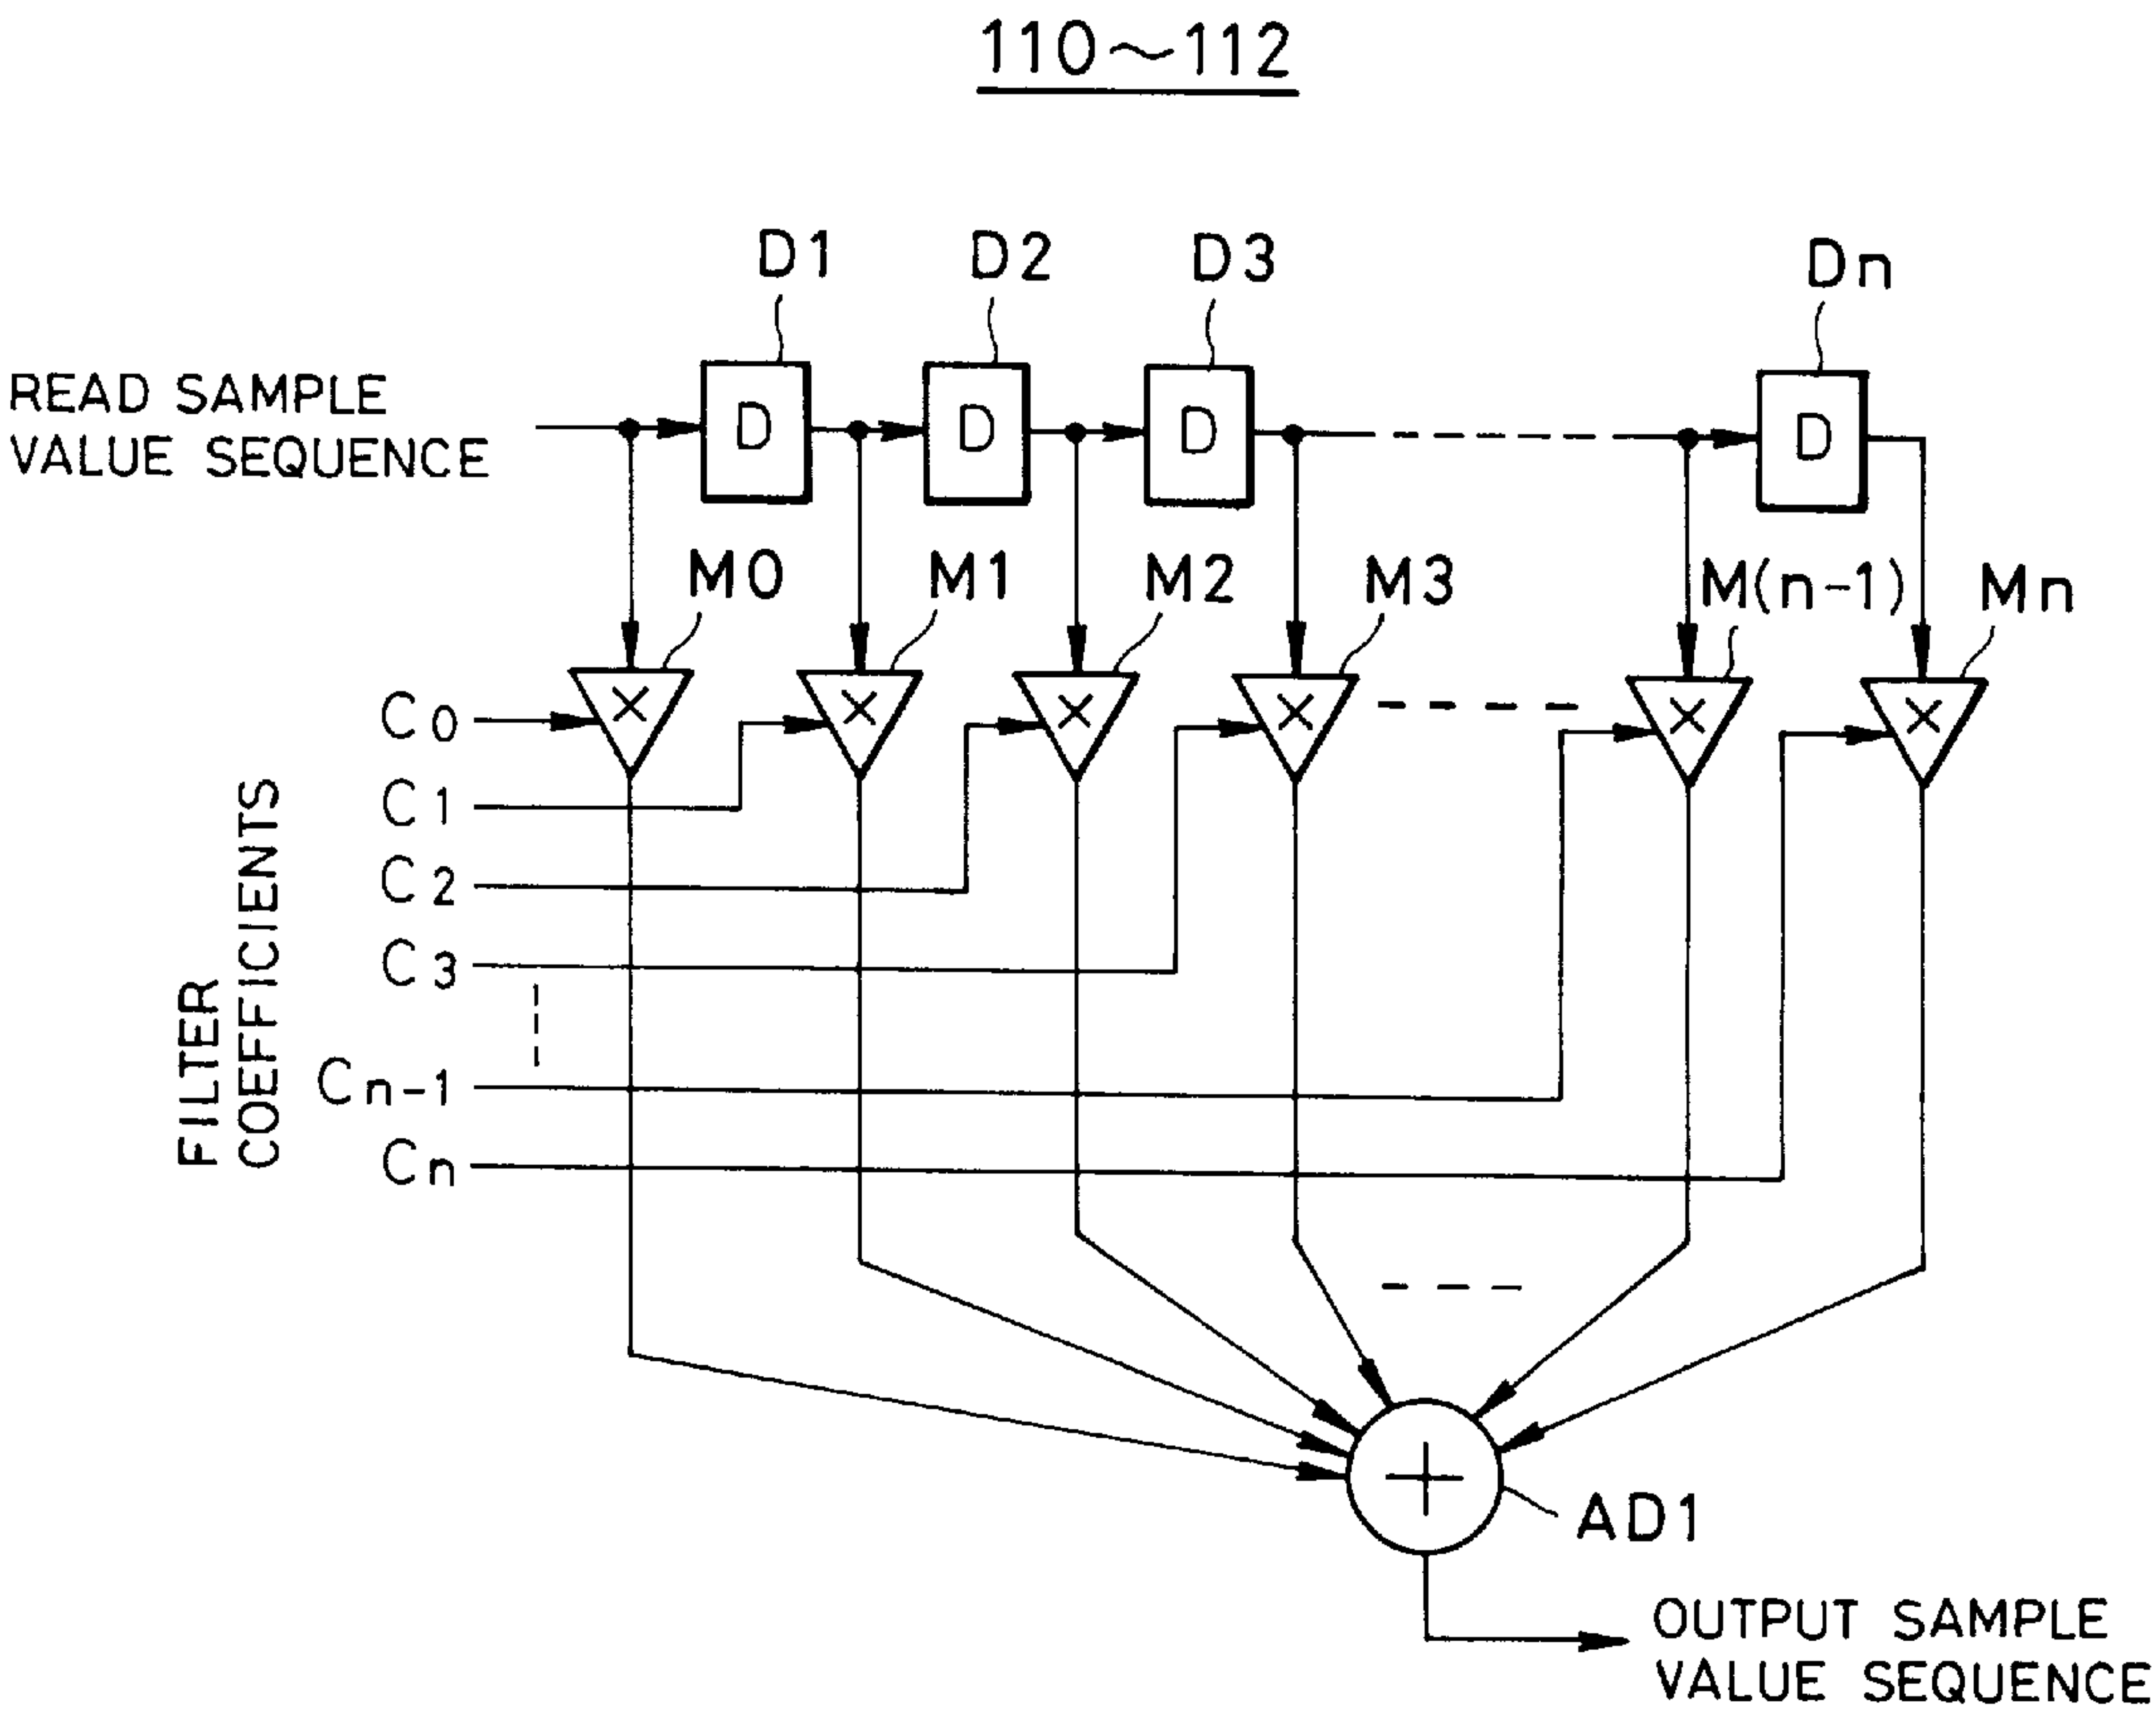 110~112
D1 D2 D3 Dn
READ SAMPLE
VALUE SEQUENCE
D D D D
M0 M1 M2 M3 M(n-1) Mn
× × × × × ×
C0
C1
C2
C3
Cn-1
Cn
FILTER
COEFFICIENTS
+
AD1
OUTPUT SAMPLE
VALUE SEQUENCE